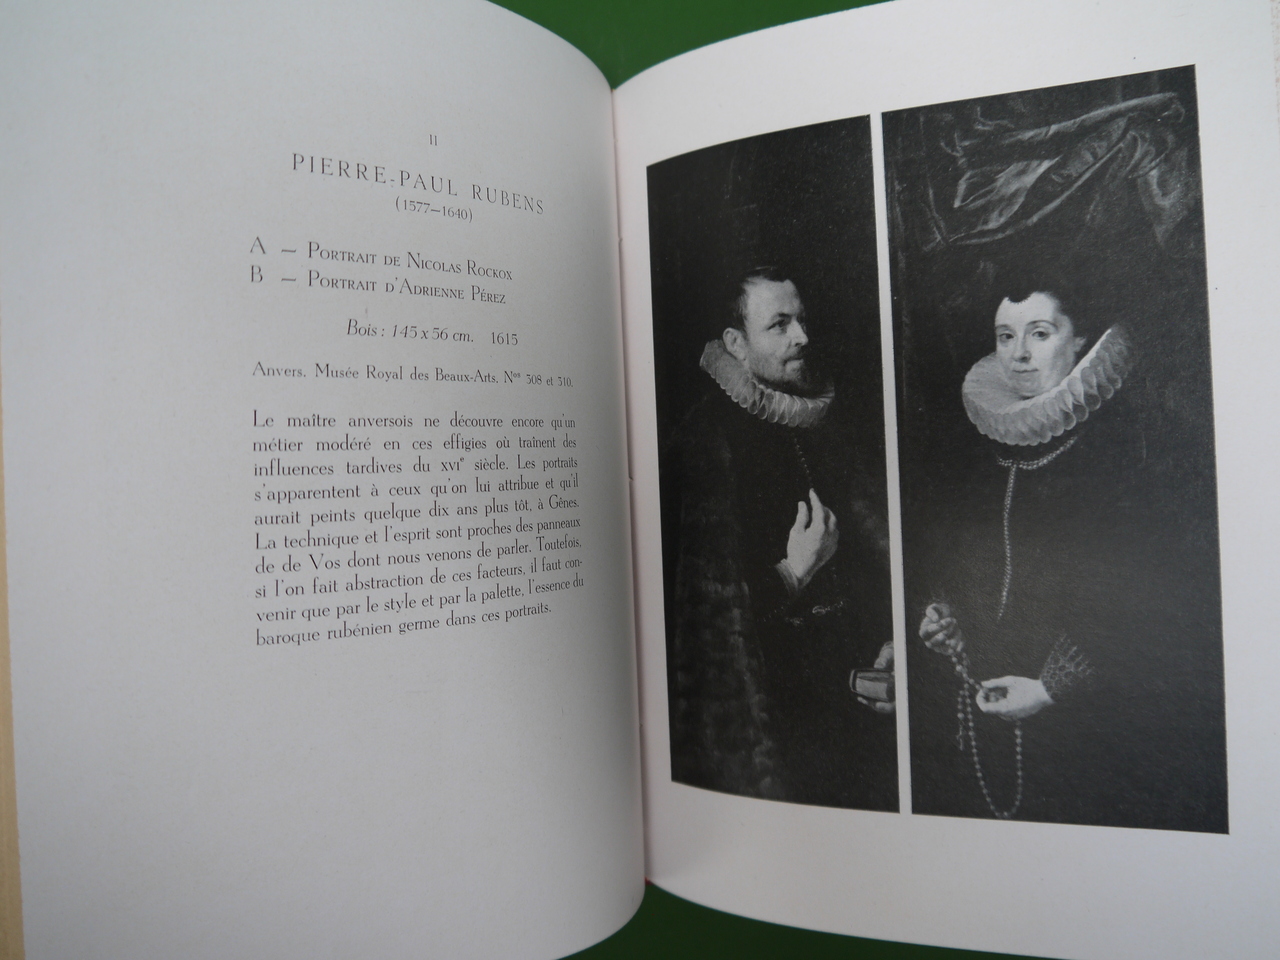 II
PIERRE-PAUL RUBENS
(1577—1640)
A — Portrait de Nicolas Rockox
B — Portrait d'Adrienne Pérez
Bois : 145 x 56 cm. 1615
Anvers. Musée Royal des Beaux-Arts. Nos 308 et 310.
Le maître anversois ne découvre encore qu'un
métier modéré en ces effigies où traînent des
influences tardives du XVIe siècle. Les portraits
s'apparentent à ceux qu'on lui attribue et qu'il
aurait peints quelque dix ans plus tôt, à Gênes.
La technique et l'esprit sont proches des panneaux
de de Vos dont nous venons de parler. Toutefois,
si l'on fait abstraction de ces facteurs, il faut con-
venir que par le style et par la palette, l'essence du
baroque rubénien germe dans ces portraits.